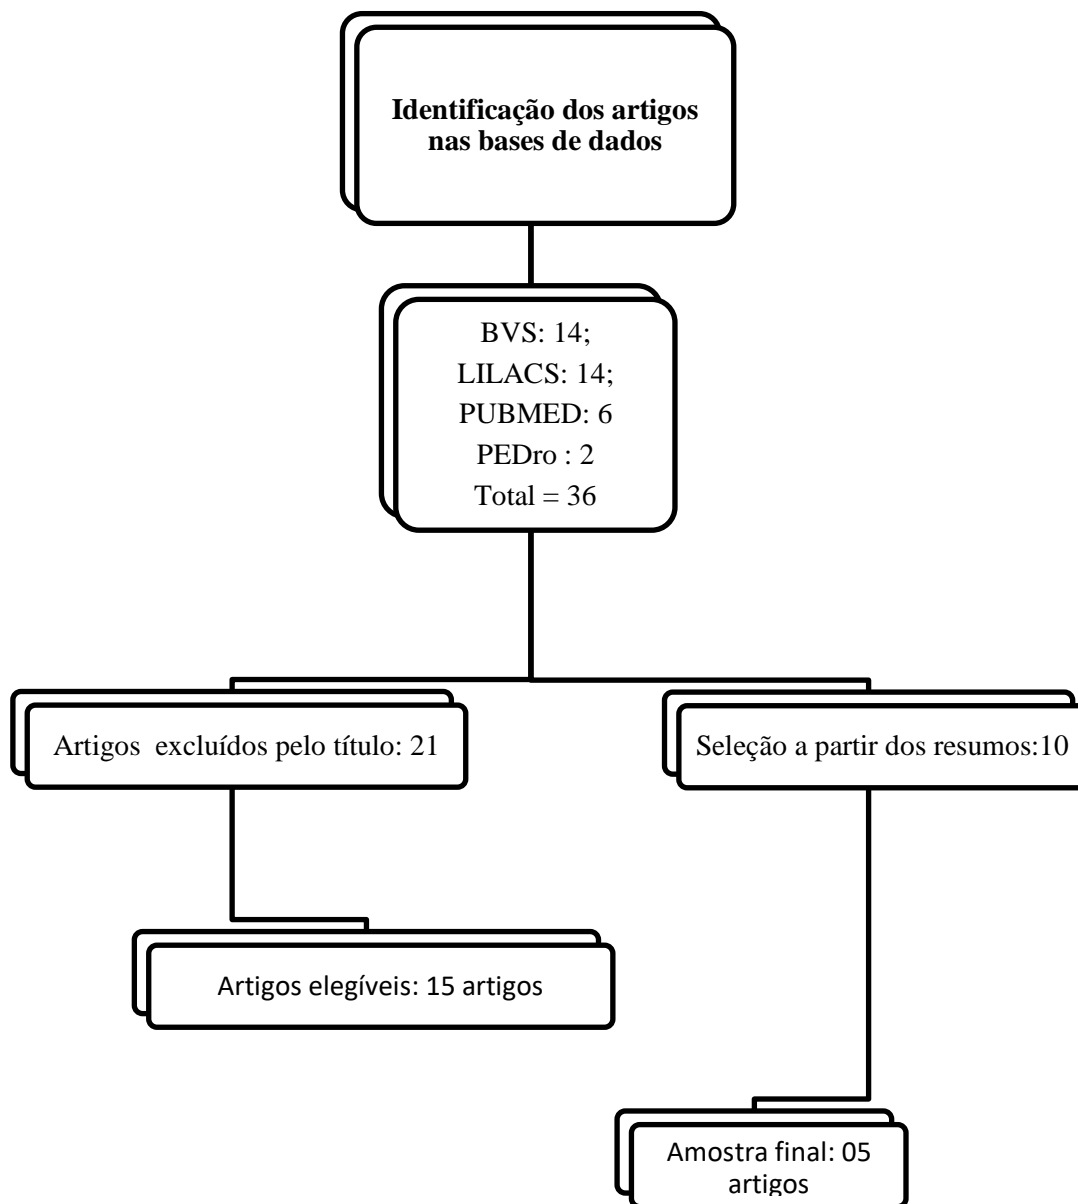 Identificação dos artigos
nas bases de dados
BVS: 14;
LILACS: 14;
PUBMED: 6
PEDro : 2
Total = 36
Artigos excluídos pelo título: 21
Seleção a partir dos resumos:10
Artigos elegíveis: 15 artigos
Amostra final: 05
artigos